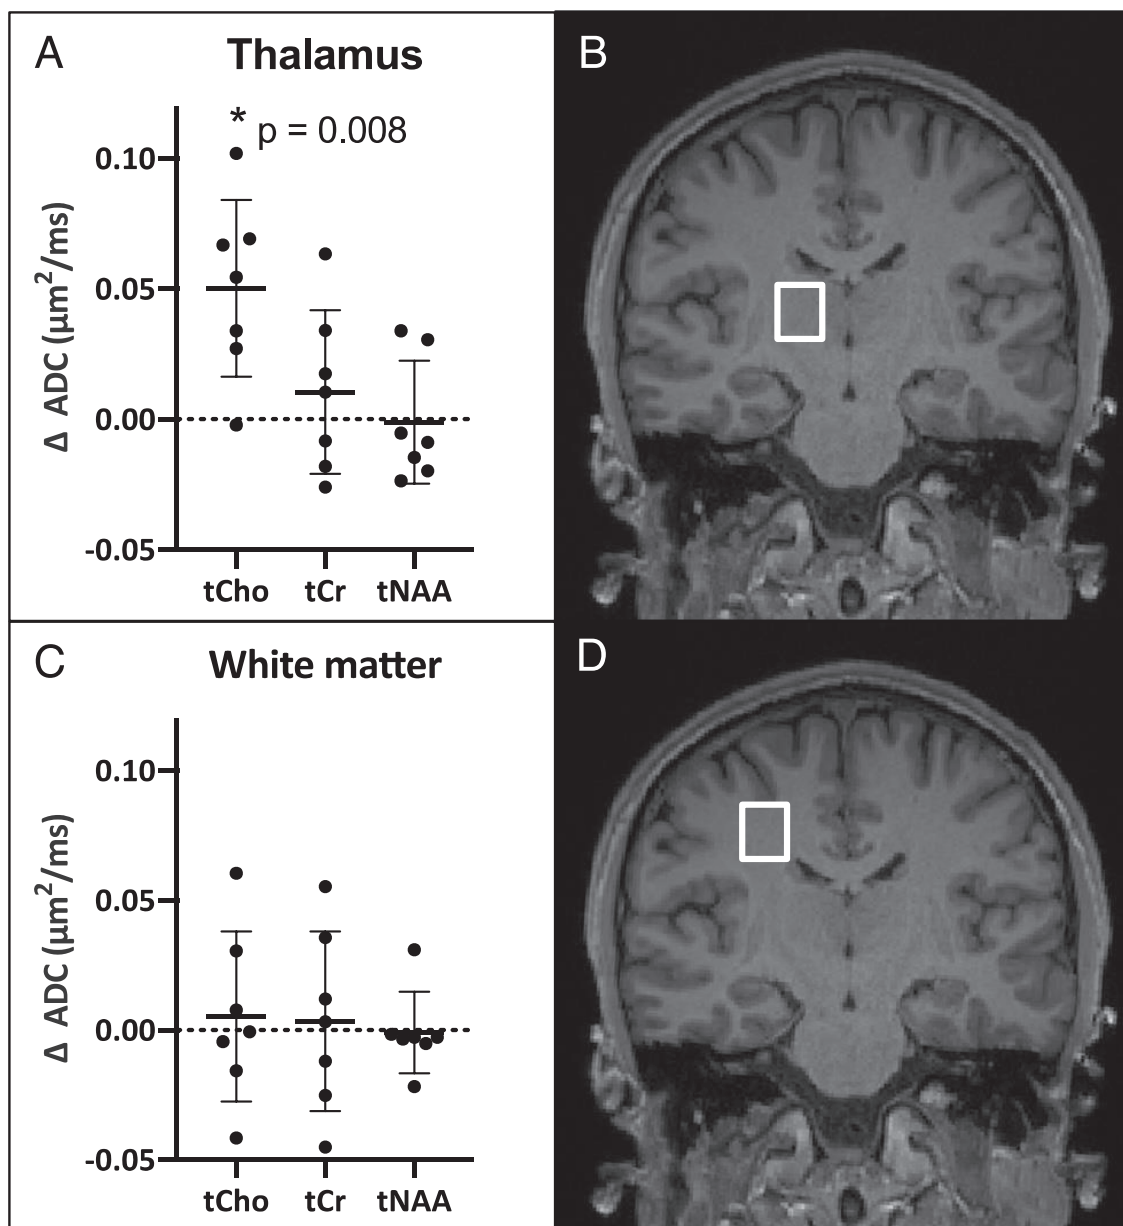 A
Thalamus
* p = 0.008
0.10
0.05
0.00
-0.05
Δ ADC (μm²/ms)
tCho tCr tNAA
B
C
White matter
0.10
0.05
0.00
-0.05
Δ ADC (μm²/ms)
tCho tCr tNAA
D